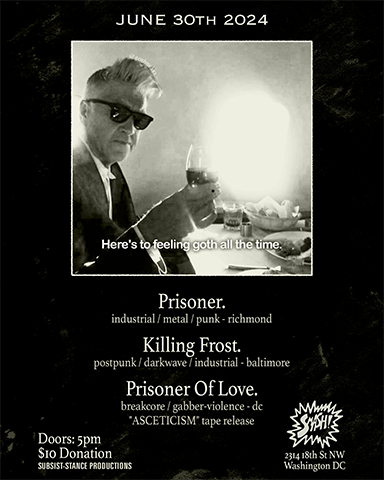 JUNE 30TH 2024
Here's to feeling goth all the time.
Prisoner.
industrial / metal / punk - richmond
Killing Frost.
postpunk / darkwave / industrial - baltimore
Prisoner Of Love.
breakcore / gabber-violence - dc
"ASCETICISM" tape release
Doors: 5pm
$10 Donation
SUBSIST-STANCE PRODUCTIONS
SMASH!
2314 18th St NW
Washington DC